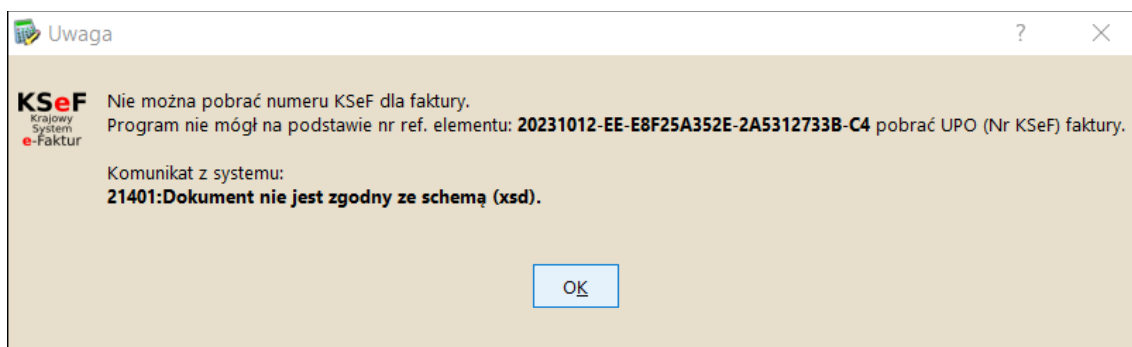 Uwaga
KSeF
Krajowy
System
e-Faktur
Nie można pobrać numeru KSeF dla faktury.
Program nie mógł na podstawie nr ref. elementu: 20231012-EE-E8F25A352E-2A5312733B-C4 pobrać UPO (Nr KSeF) faktury.
Komunikat z systemu:
21401:Dokument nie jest zgodny ze schemą (xsd).
OK